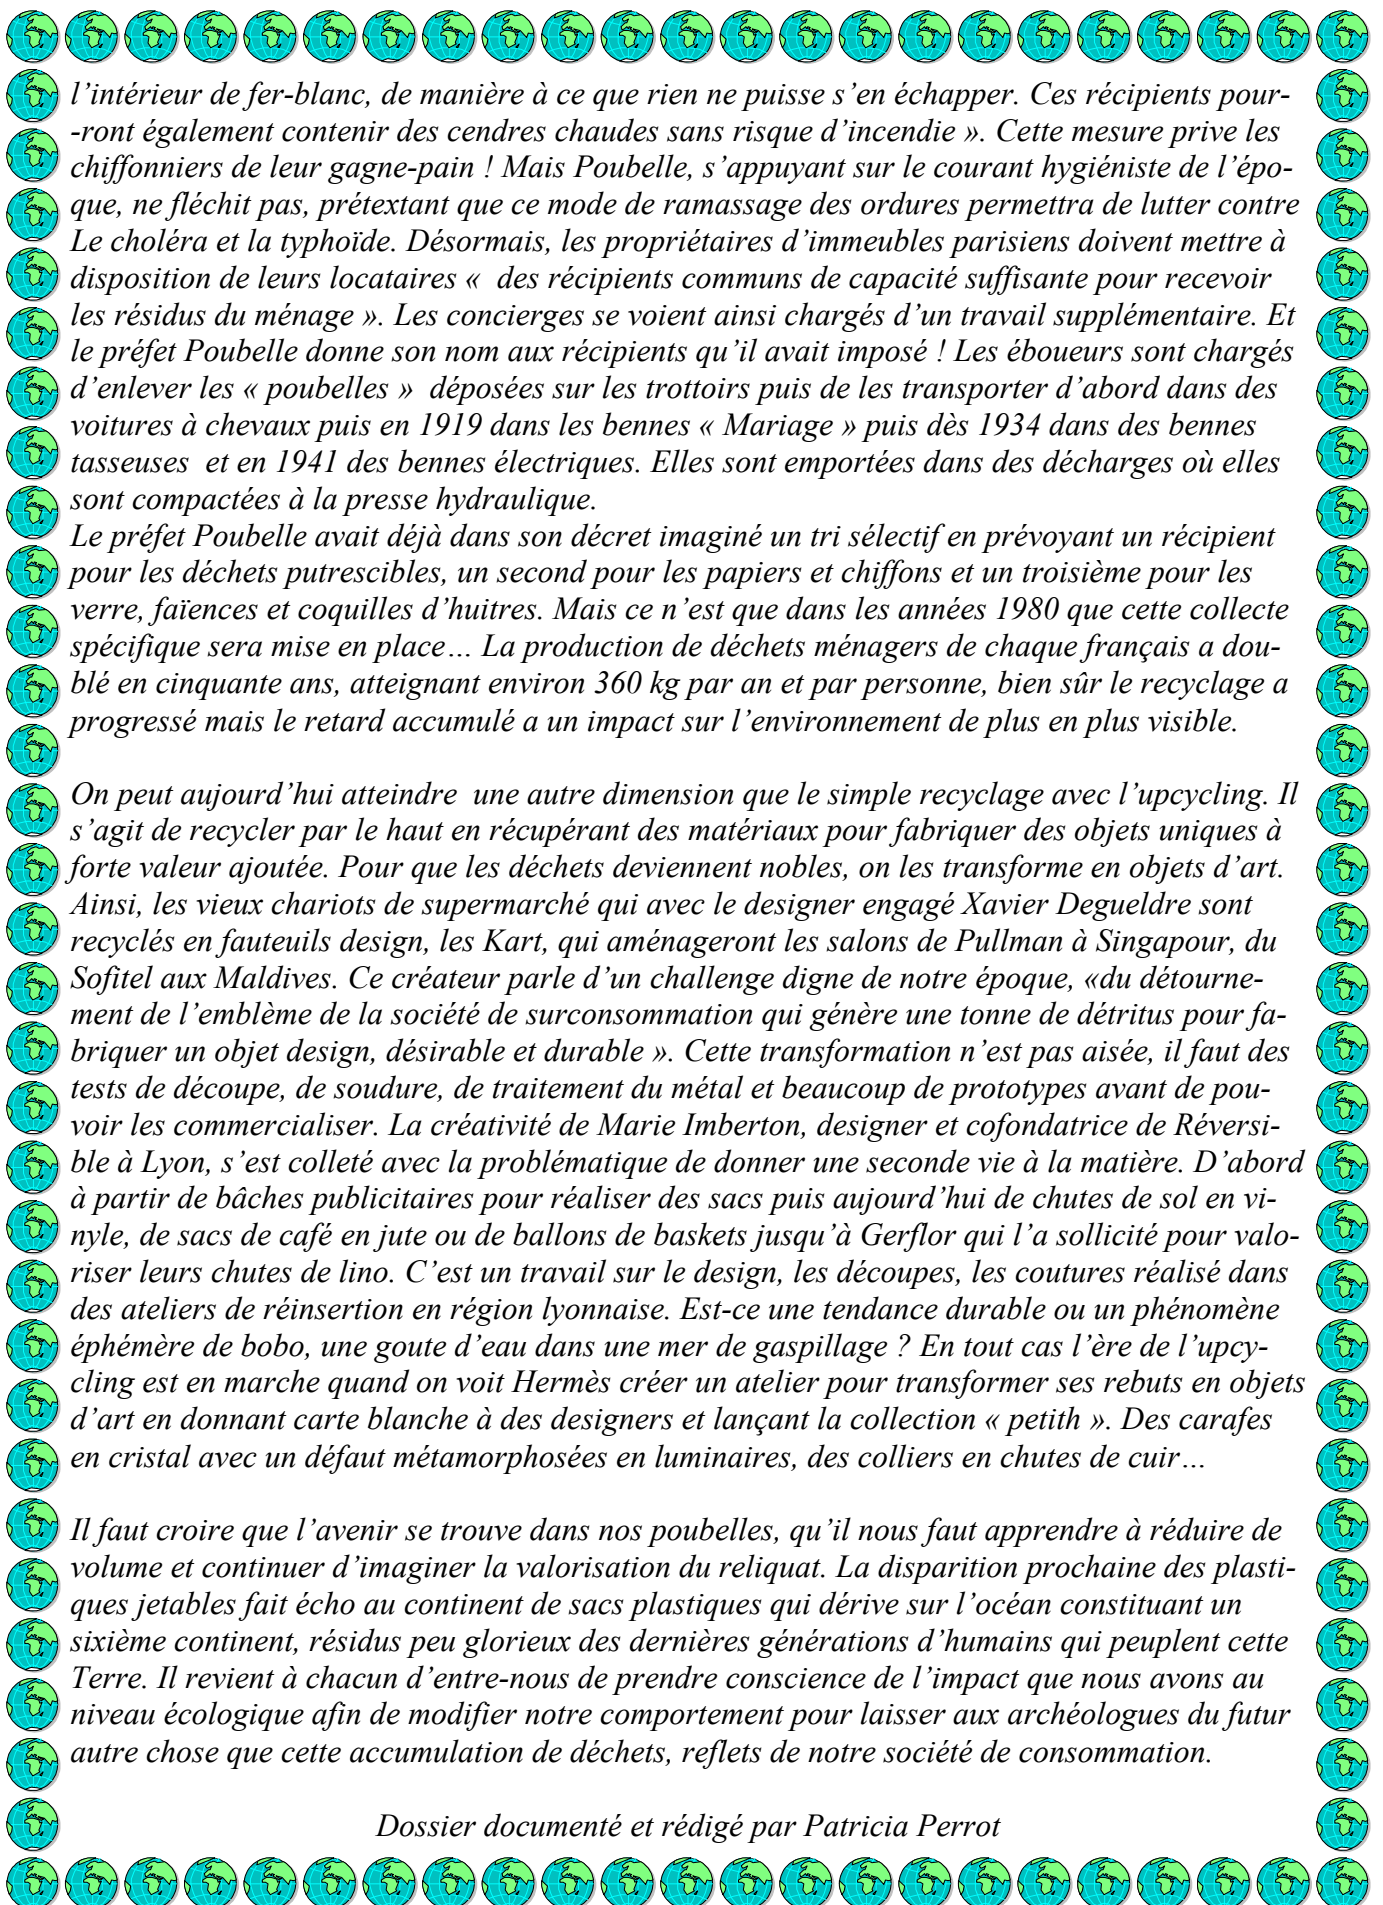 l’intérieur de fer-blanc, de manière à ce que rien ne puisse s’en échapper. Ces récipients pour-
-ront également contenir des cendres chaudes sans risque d’incendie ». Cette mesure prive les
chiffonniers de leur gagne-pain ! Mais Poubelle, s’appuyant sur le courant hygiéniste de l’épo-
que, ne fléchit pas, prétextant que ce mode de ramassage des ordures permettra de lutter contre
Le choléra et la typhoïde. Désormais, les propriétaires d’immeubles parisiens doivent mettre à
disposition de leurs locataires «  des récipients communs de capacité suffisante pour recevoir
les résidus du ménage ». Les concierges se voient ainsi chargés d’un travail supplémentaire. Et
le préfet Poubelle donne son nom aux récipients qu’il avait imposé ! Les éboueurs sont chargés
d’enlever les « poubelles »  déposées sur les trottoirs puis de les transporter d’abord dans des
voitures à chevaux puis en 1919 dans les bennes « Mariage » puis dès 1934 dans des bennes
tasseuses  et en 1941 des bennes électriques. Elles sont emportées dans des décharges où elles
sont compactées à la presse hydraulique.
Le préfet Poubelle avait déjà dans son décret imaginé un tri sélectif en prévoyant un récipient
pour les déchets putrescibles, un second pour les papiers et chiffons et un troisième pour les
verre, faïences et coquilles d’huitres. Mais ce n’est que dans les années 1980 que cette collecte
spécifique sera mise en place… La production de déchets ménagers de chaque français a dou-
blé en cinquante ans, atteignant environ 360 kg par an et par personne, bien sûr le recyclage a
progressé mais le retard accumulé a un impact sur l’environnement de plus en plus visible.

On peut aujourd’hui atteindre  une autre dimension que le simple recyclage avec l’upcycling. Il
s’agit de recycler par le haut en récupérant des matériaux pour fabriquer des objets uniques à
forte valeur ajoutée. Pour que les déchets deviennent nobles, on les transforme en objets d’art.
Ainsi, les vieux chariots de supermarché qui avec le designer engagé Xavier Degueldre sont
recyclés en fauteuils design, les Kart, qui aménageront les salons de Pullman à Singapour, du
Sofitel aux Maldives. Ce créateur parle d’un challenge digne de notre époque, «du détourne-
ment de l’emblème de la société de surconsommation qui génère une tonne de détritus pour fa-
briquer un objet design, désirable et durable ». Cette transformation n’est pas aisée, il faut des
tests de découpe, de soudure, de traitement du métal et beaucoup de prototypes avant de pou-
voir les commercialiser. La créativité de Marie Imberton, designer et cofondatrice de Réversi-
ble à Lyon, s’est colleté avec la problématique de donner une seconde vie à la matière. D’abord
à partir de bâches publicitaires pour réaliser des sacs puis aujourd’hui de chutes de sol en vi-
nyle, de sacs de café en jute ou de ballons de baskets jusqu’à Gerflor qui l’a sollicité pour valo-
riser leurs chutes de lino. C’est un travail sur le design, les découpes, les coutures réalisé dans
des ateliers de réinsertion en région lyonnaise. Est-ce une tendance durable ou un phénomène
éphémère de bobo, une goute d’eau dans une mer de gaspillage ? En tout cas l’ère de l’upcy-
cling est en marche quand on voit Hermès créer un atelier pour transformer ses rebuts en objets
d’art en donnant carte blanche à des designers et lançant la collection « petith ». Des carafes
en cristal avec un défaut métamorphosées en luminaires, des colliers en chutes de cuir…

Il faut croire que l’avenir se trouve dans nos poubelles, qu’il nous faut apprendre à réduire de
volume et continuer d’imaginer la valorisation du reliquat. La disparition prochaine des plasti-
ques jetables fait écho au continent de sacs plastiques qui dérive sur l’océan constituant un
sixième continent, résidus peu glorieux des dernières générations d’humains qui peuplent cette
Terre. Il revient à chacun d’entre-nous de prendre conscience de l’impact que nous avons au
niveau écologique afin de modifier notre comportement pour laisser aux archéologues du futur
autre chose que cette accumulation de déchets, reflets de notre société de consommation.

Dossier documenté et rédigé par Patricia Perrot